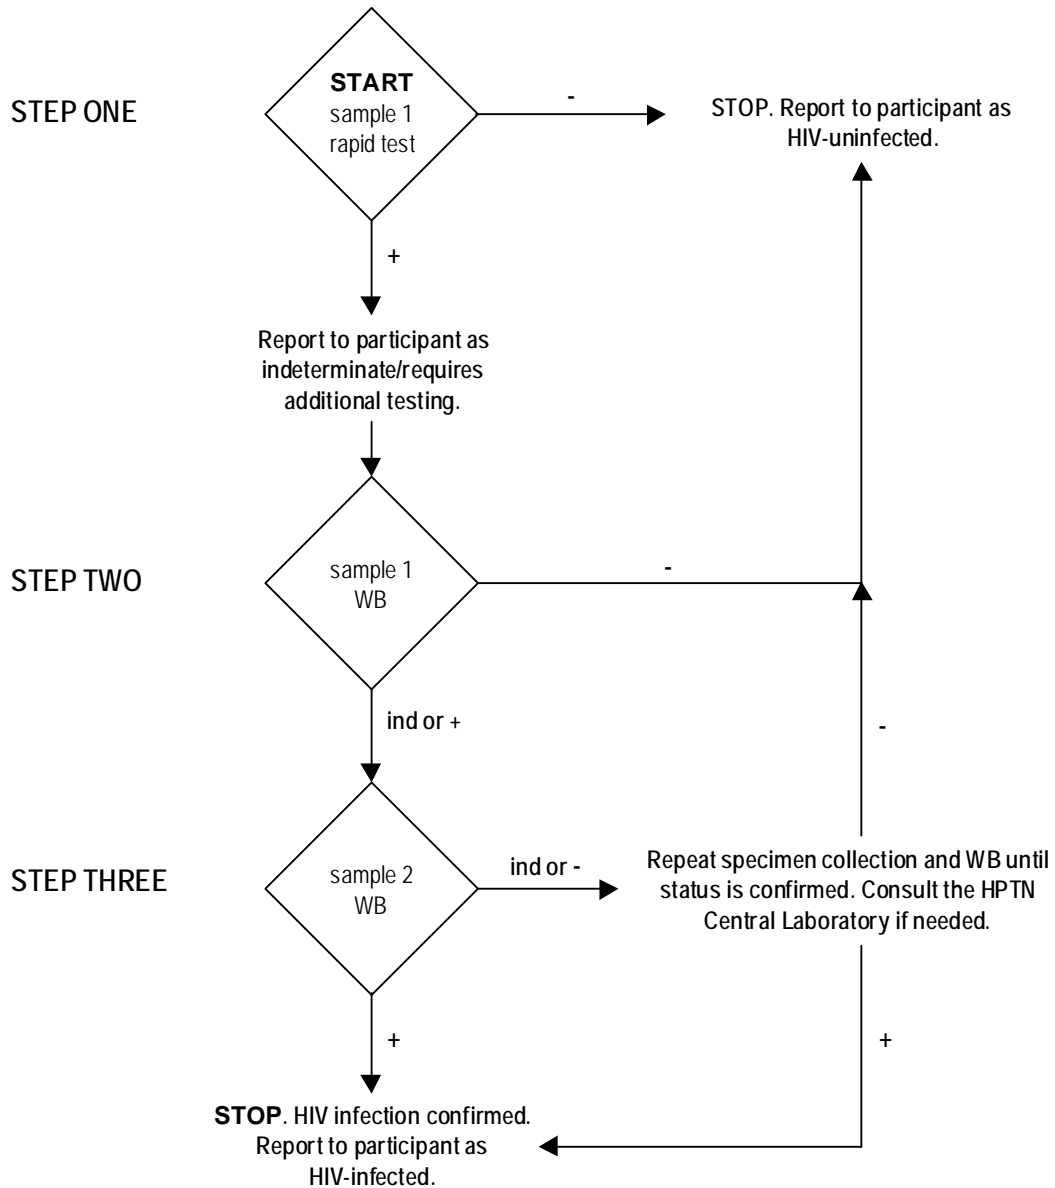 STEP ONE
START
sample 1
rapid test
-
STOP. Report to participant as
HIV-uninfected.
+
Report to participant as
indeterminate/requires
additional testing.
STEP TWO
sample 1
WB
-
ind or +
-
STEP THREE
sample 2
WB
ind or -
Repeat specimen collection and WB until
status is confirmed. Consult the HPTN
Central Laboratory if needed.
+
+
STOP. HIV infection confirmed.
Report to participant as
HIV-infected.